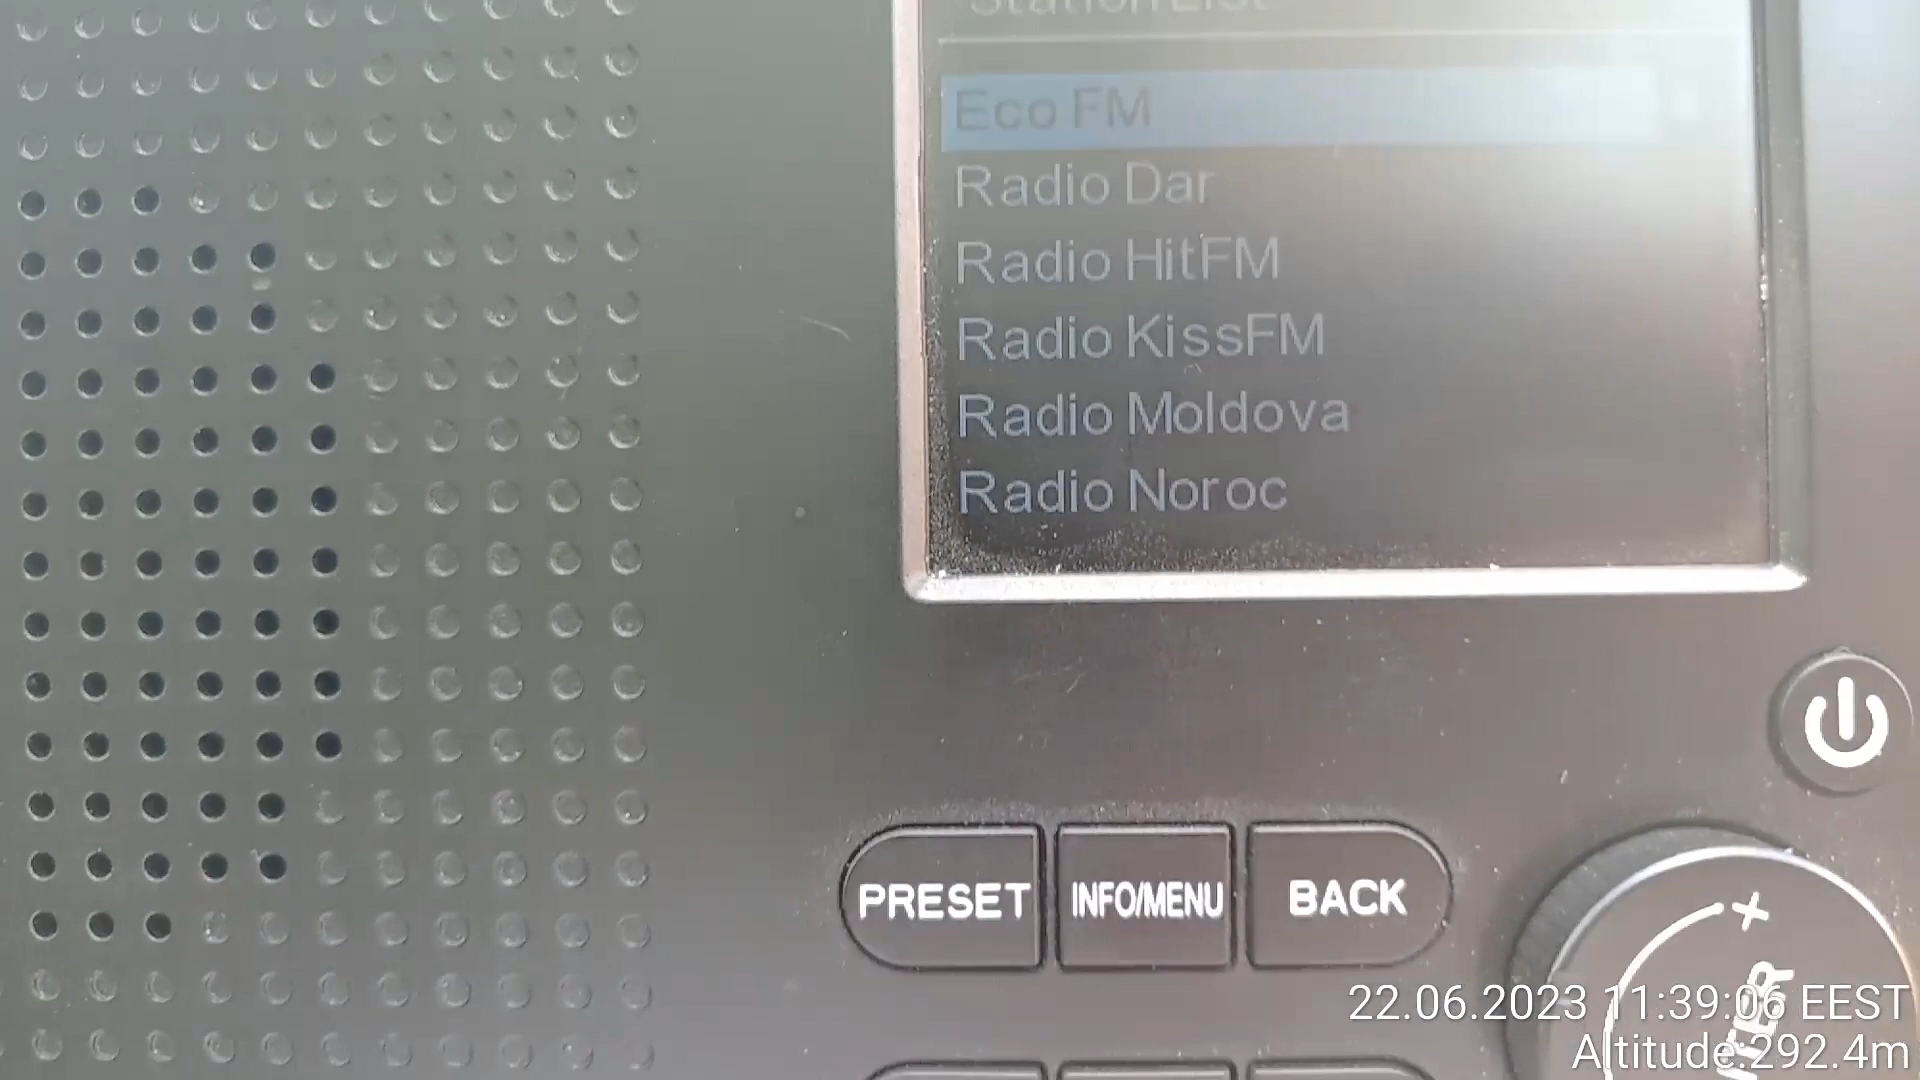 Station List
Eco FM
Radio Dar
Radio HitFM
Radio KissFM
Radio Moldova
Radio Noroc
PRESET
INFO/MENU
BACK
+
22.06.2023 11:39:06 EEST
Altitude:292.4m